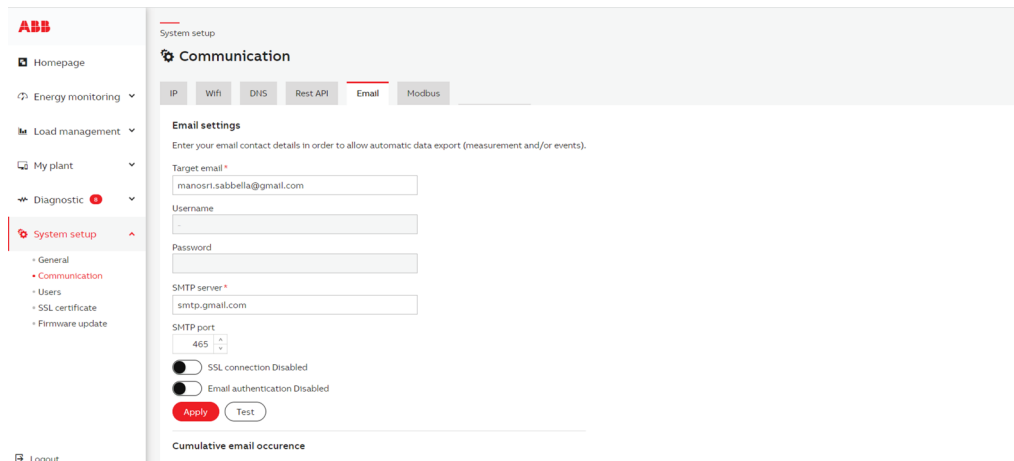 ABB
Homepage
Energy monitoring
Load management
My plant
Diagnostic 8
System setup
General
Communication
Users
SSL certificate
Firmware update
Logout
System setup
Communication
IP Wifi DNS Rest API Email Modbus
Email settings
Enter your email contact details in order to allow automatic data export (measurement and/or events).
Target email*
manosri.sabbella@gmail.com
Username
-
Password
SMTP server*
smtp.gmail.com
SMTP port
465
SSL connection Disabled
Email authentication Disabled
Apply Test
Cumulative email occurence